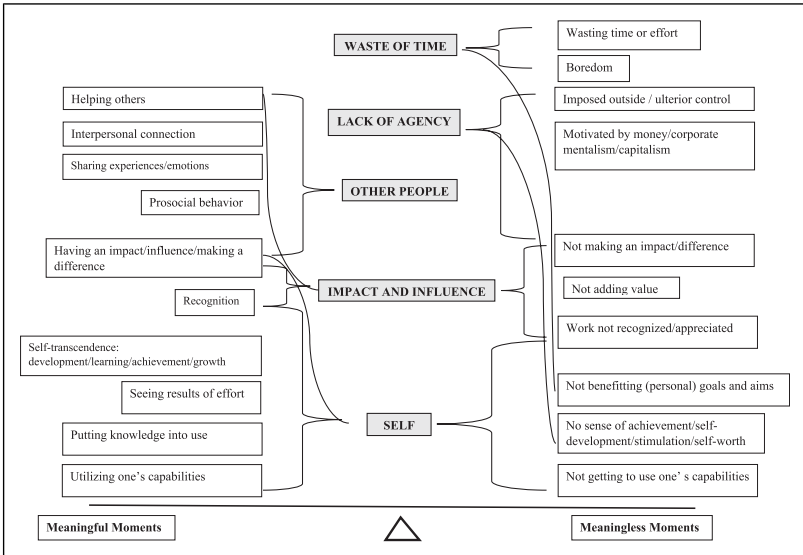 WASTE OF TIME
Wasting time or effort
Boredom
Helping others
Interpersonal connection
Sharing experiences/emotions
Prosocial behavior
LACK OF AGENCY
Imposed outside / ulterior control
Motivated by money/corporate
mentalism/capitalism
OTHER PEOPLE
Having an impact/influence/making a
difference
Recognition
IMPACT AND INFLUENCE
Not making an impact/difference
Not adding value
Work not recognized/appreciated
Self-transcendence:
development/learning/achievement/growth
Seeing results of effort
Putting knowledge into use
Utilizing one's capabilities
SELF
Not benefitting (personal) goals and aims
No sense of achievement/self-
development/stimulation/self-worth
Not getting to use one' s capabilities
Meaningful Moments
Meaningless Moments